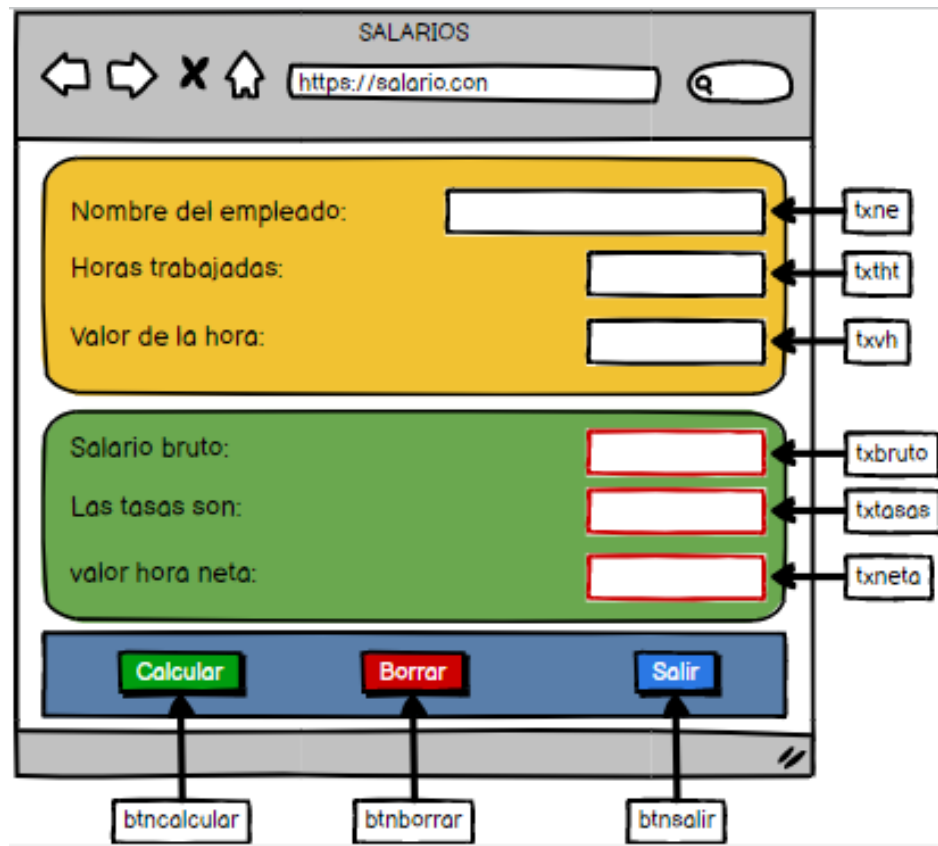 SALARIOS
https://salario.con
Nombre del empleado:
txne
Horas trabajadas:
txtht
Valor de la hora:
txvh
Salario bruto:
txbruto
Las tasas son:
txtasas
valor hora neta:
txneta
Calcular
Borrar
Salir
btncalcular
btnborrar
btnsalir